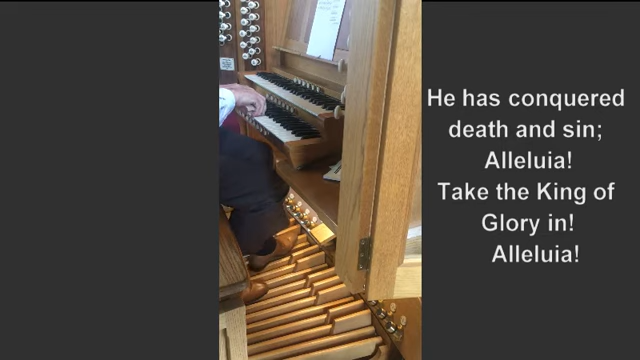 He has conquered
death and sin;
Alleluia!
Take the King of
Glory in!
Alleluia!